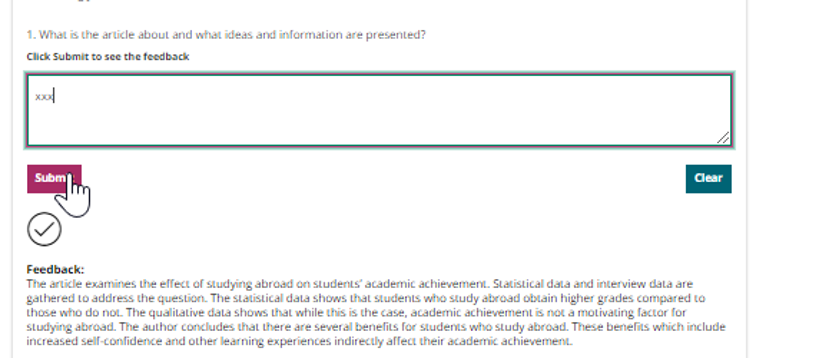 1. What is the article about and what ideas and information are presented?
Click Submit to see the feedback
xxx
Clear
Feedback:
The article examines the effect of studying abroad on students' academic achievement. Statistical data and interview data are
gathered to address the question. The statistical data shows that students who study abroad obtain higher grades compared to
those who do not. The qualitative data shows that while this is the case, academic achievement is not a motivating factor for
studying abroad. The author concludes that there are several benefits for students who study abroad. These benefits which include
increased self-confidence and other learning experiences indirectly affect their academic achievement.